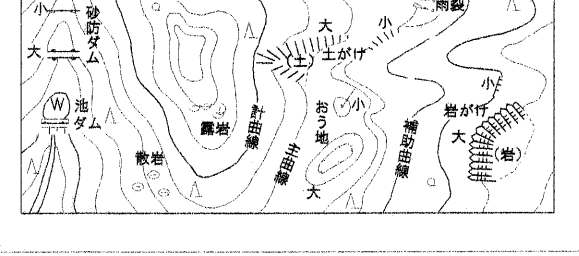 小
砂防ダム
大
W
池
ダム
散岩
露岩
計曲線
主曲線
大
土
土がけ
小
おう地
小
大
補助曲線
雨裂
小
岩がけ
大
(岩)